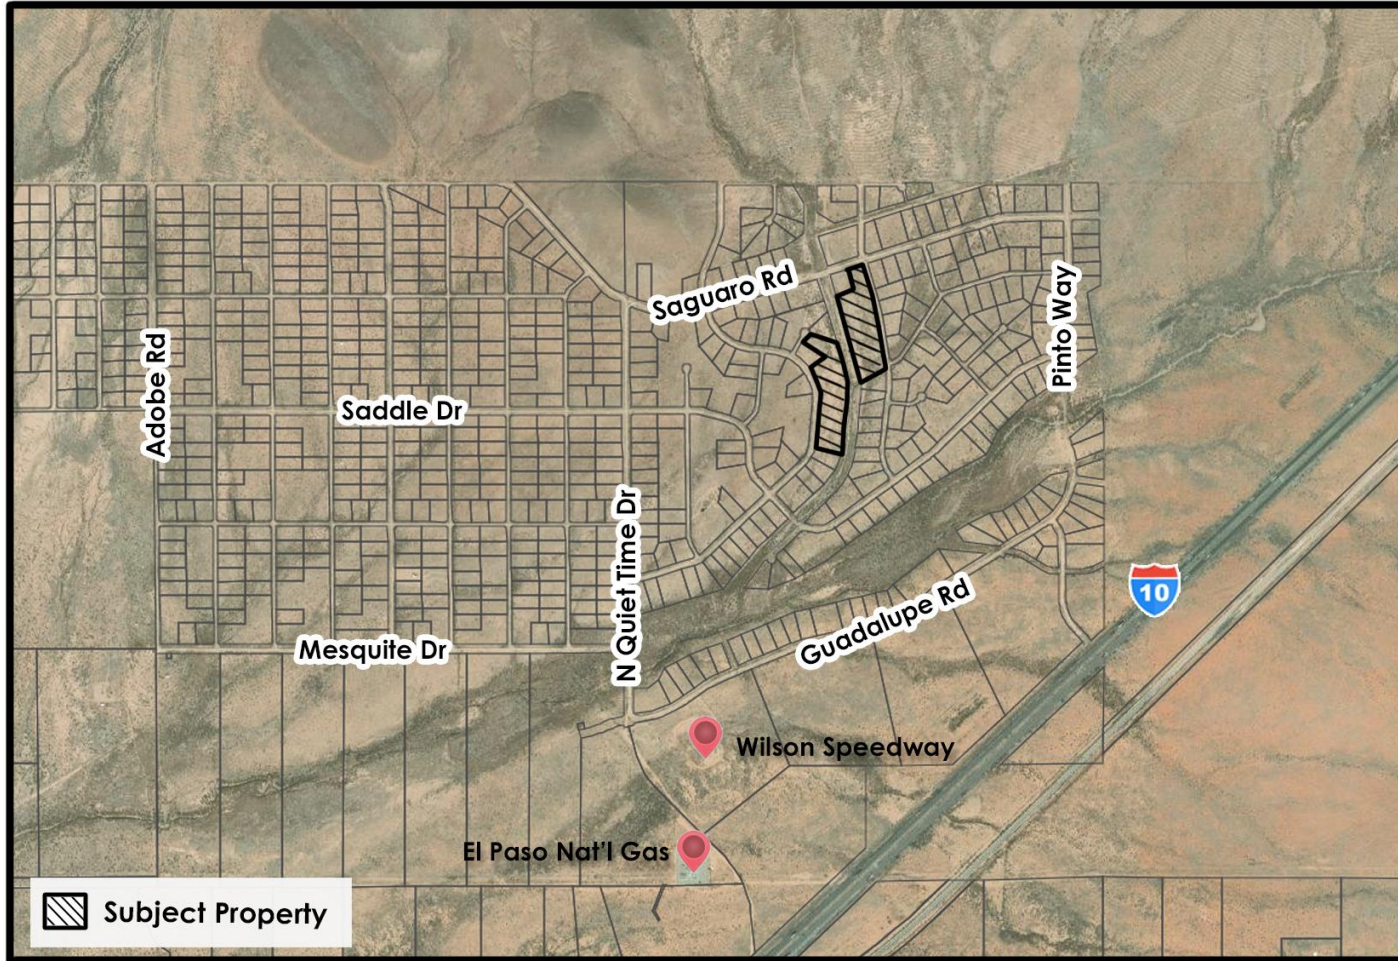 Saguaro Rd
Pinto Way
Adobe Rd
Saddle Dr
N Quiet Time Dr
10
Guadalupe Rd
Mesquite Dr
Wilson Speedway
El Paso Nat'l Gas
Subject Property